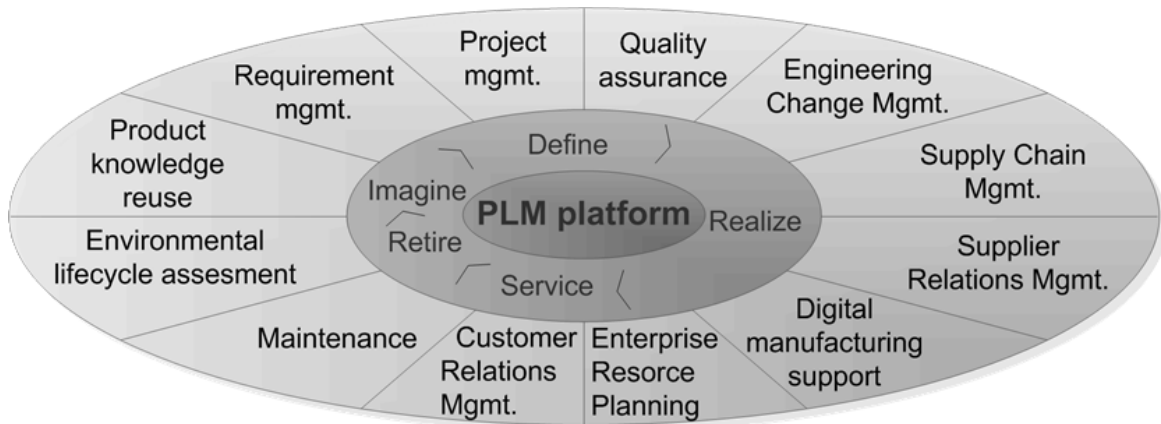 Project
mgmt.
Quality
assurance
Engineering
Change Mgmt.
Supply Chain
Mgmt.
Supplier
Relations Mgmt.
Digital
manufacturing
support
Enterprise
Resorce
Planning
Customer
Relations
Mgmt.
Maintenance
Environmental
lifecycle assesment
Product
knowledge
reuse
Requirement
mgmt.
Define
Realize
Service
Retire
Imagine
PLM platform